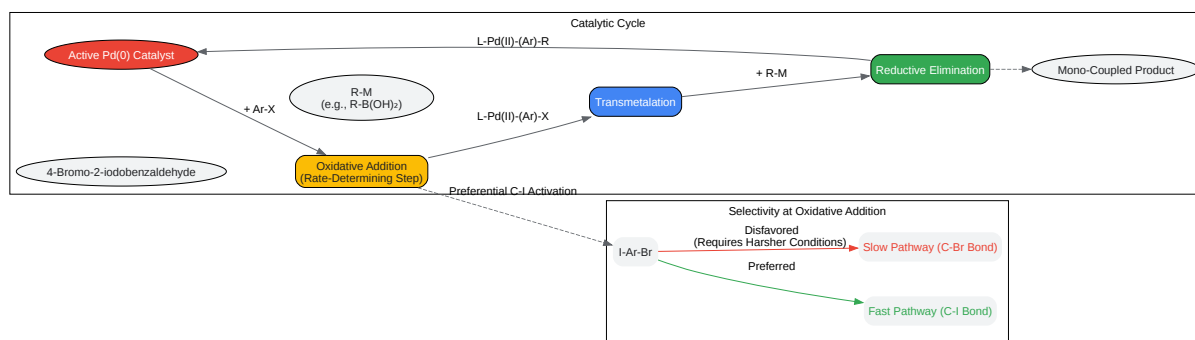 Catalytic Cycle
L-Pd(II)-(Ar)-R
Active Pd(0) Catalyst
Reductive Elimination
Mono-Coupled Product
+ R-M
R-M
(e.g., R-B(OH)₂)
Transmetalation
+ Ar-X
L-Pd(II)-(Ar)-X
4-Bromo-2-iodobenzaldehyde
Oxidative Addition
(Rate-Determining Step)
Preferential C-I Activation
Selectivity at Oxidative Addition
Disfavored
(Requires Harsher Conditions)
I-Ar-Br
Slow Pathway (C-Br Bond)
Preferred
Fast Pathway (C-I Bond)